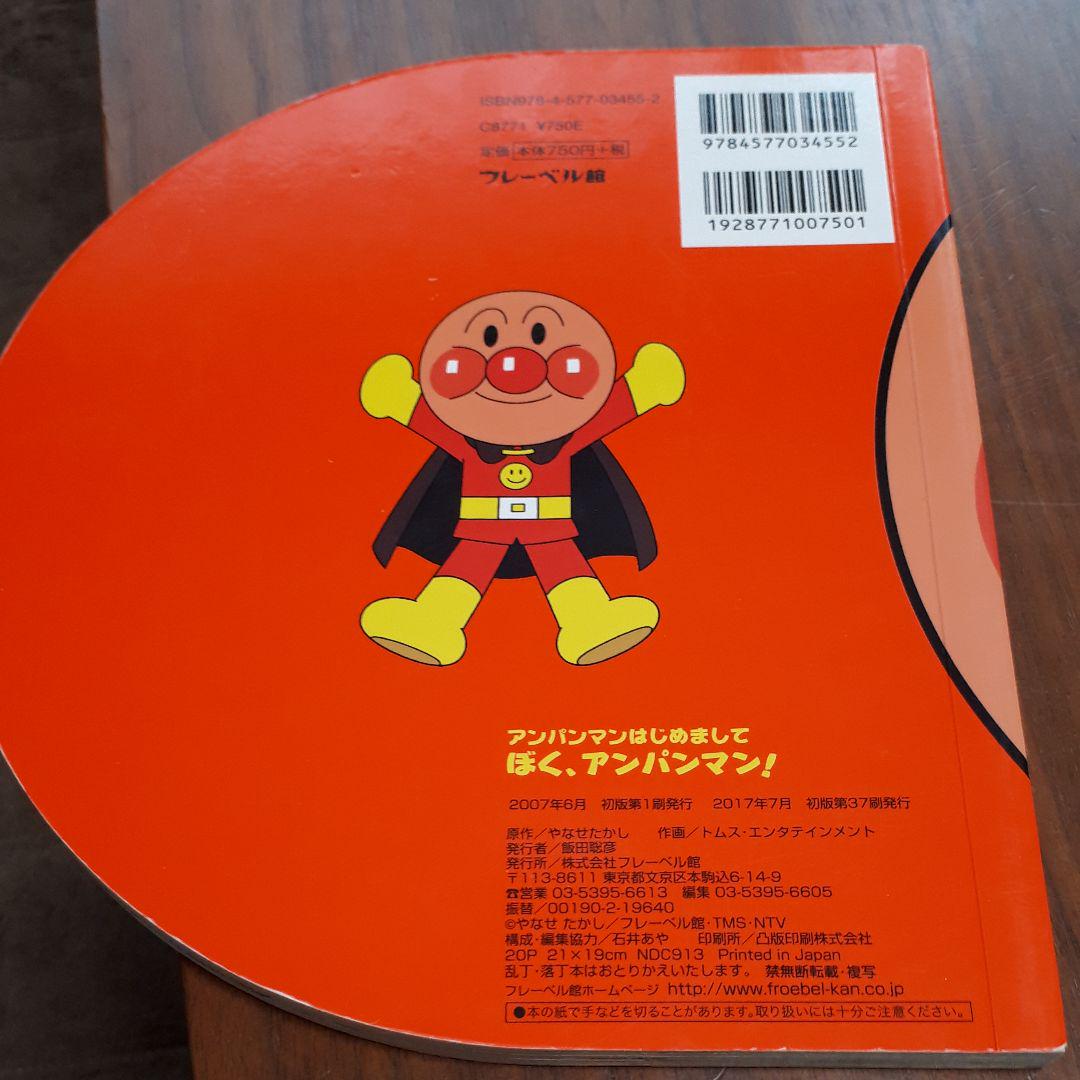 ISBN978-4-577-03455-2
C8771 ¥750E
定価 本体750円+税
フレーベル館
9784577034552
1928771007501
アンパンマンはじめまして
ぼく、アンパンマン!
2007年6月 初版第1刷発行 2017年7月 初版第37刷発行
原作/やなせたかし 作画/トムス・エンタテインメント
発行者/飯田聡彦
発行所/株式会社フレーベル館
〒113-8611 東京都文京区本駒込6-14-9
☎営業 03-5395-6613 編集 03-5395-6605
振替/00190-2-19640
©やなせ たかし/フレーベル館・TMS・NTV
構成・編集協力/石井あや 印刷所/凸版印刷株式会社
20P 21×19cm NDC913 Printed in Japan
乱丁・落丁本はおとりかえいたします。 禁無断転載・複写
フレーベル館ホームページ http://www.froebel-kan.co.jp
●本の紙で手などを切ることがあります。取り扱いには十分ご注意ください。